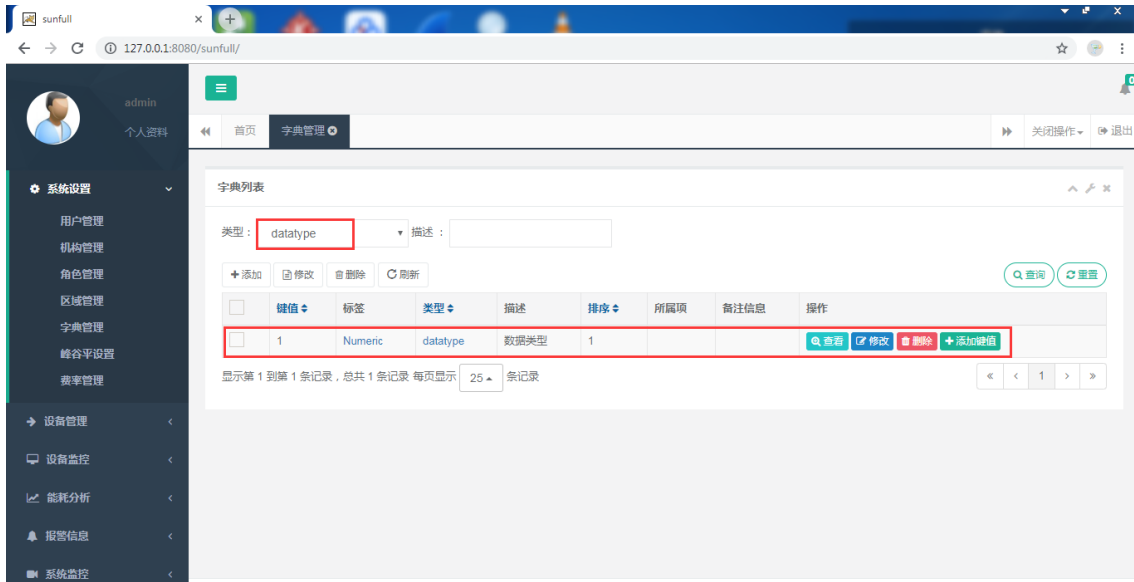 sunfull
127.0.0.1:8080/sunfull/
admin
个人资料
0
首页 字典管理 关闭操作 退出
系统设置
用户管理
机构管理
角色管理
区域管理
字典管理
峰谷平设置
费率管理
设备管理
设备监控
能耗分析
报警信息
系统监控
字典列表
类型： datatype 描述 ：
添加 修改 删除 刷新 查询 重置
键值 标签 类型 描述 排序 所属项 备注信息 操作
1 Numeric datatype 数据类型 1 查看 修改 删除 添加键值
显示第 1 到第 1 条记录，总共 1 条记录 每页显示 25 条记录 « ‹ 1 › »